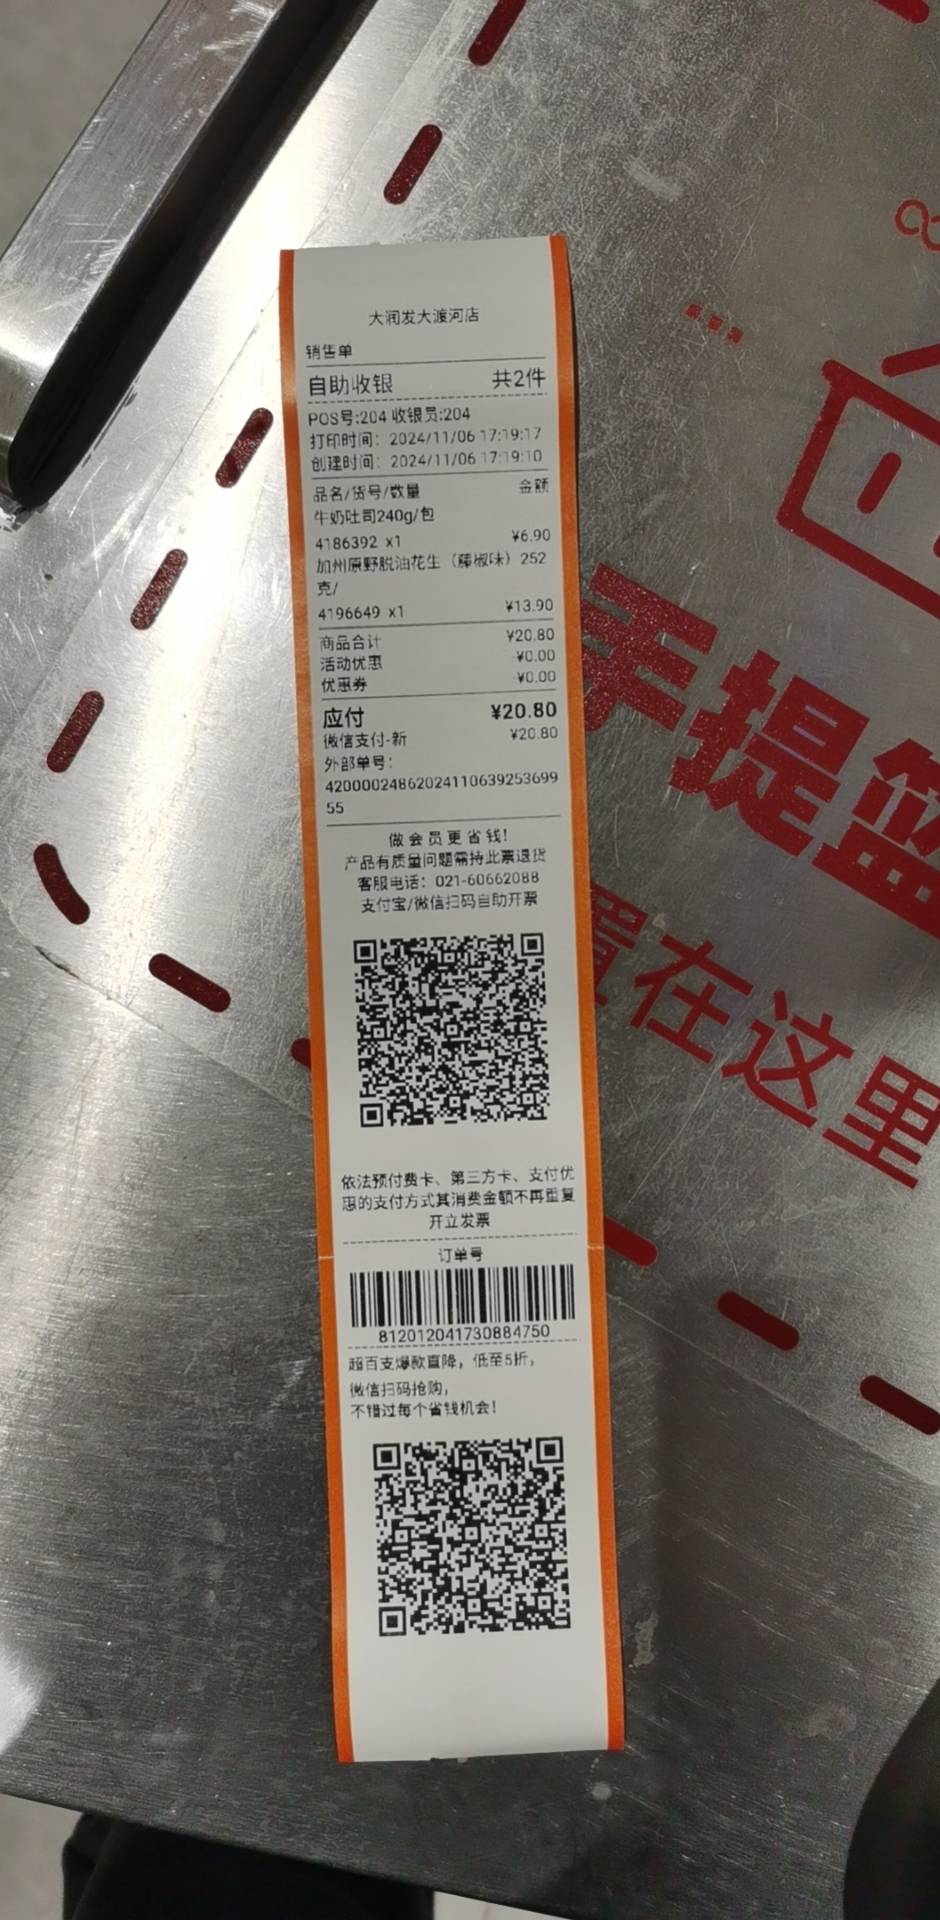 大润发大渡河店
销售单
自助收银 共2件
POS号:204 收银员:204
打印时间: 2024/11/06 17:19:17
创建时间: 2024/11/06 17:19:10
品名/货号/数量 金额
牛奶吐司240g/包
4186392 x1 ¥6.90
加州原野脱油花生（藤椒味）252
克/
4196649 x1 ¥13.90
商品合计 ¥20.80
活动优惠 -¥0.00
优惠券 -¥0.00
应付 ¥20.80
微信支付-新 ¥20.80
外部单号:
42000024862024110639253699
55
做会员更省钱!
产品有质量问题需持此票退货
客服电话: 021-60662088
支付宝/微信扫码自助开票
依法预付费卡、第三方卡、支付优
惠的支付方式其消费金额不再重复
开立发票
订单号
812012041730884750
超百支爆款直降，低至5折，
微信扫码抢购，
不错过每个省钱机会!
手提篮
置在这里